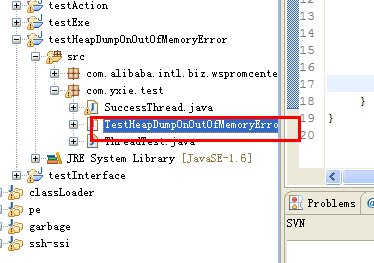 testAction
testExe
testHeapDumpOnOutOfMemoryError
src
com.alibaba.intl.biz.wspromcente
com.yxie.test
SuccessThread.java
TestHeapDumpOnOutOfMemoryErro
ThreadTest.java
JRE System Library [JavaSE-1.6]
testInterface
classLoader
pe
garbage
ssh-ssi
12
17
18 }
19 }
20
Problems @
SVN